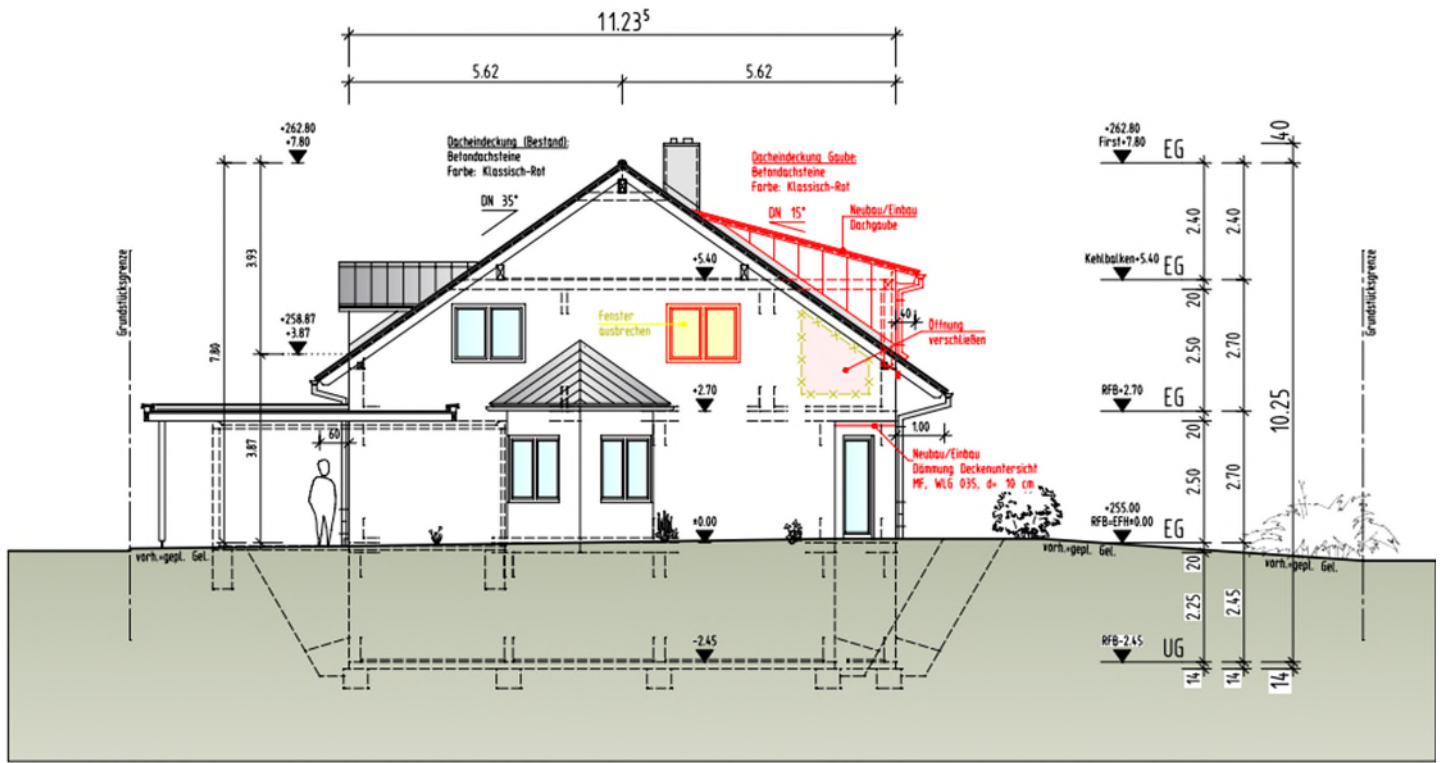 11.23⁵
5.62
5.62
+262.80
+7.80
Dacheindeckung (Bestand):
Betondachsteine
Farbe: Klassisch-Rot
DN 35°
Dacheindeckung Gaube:
Betondachsteine
Farbe: Klassisch-Rot
DN 15°
Neubau/Einbau
Dachgaube
+262.80
First+7.80
EG
40
Grundstücksgrenze
7.80
3.93
3.87
+258.87
+3.87
+5.40
Fenster
ausbrechen
40
Öffnung
verschließen
+2.70
60
1.00
Neubau/Einbau
Dämmung Deckenuntersicht
MF, WLG 035, d= 10 cm
±0.00
-2.45
Kehlbalken+5.40
EG
RFB+2.70
EG
+255.00
RFB=EFH±0.00
EG
RFB-2.45
UG
2.40
20
2.50
20
2.50
20
2.25
14
2.40
2.70
2.70
2.45
14
10.25
14
Grundstücksgrenze
vorh.=gepl. Gel.
vorh.=gepl. Gel.
vorh.=gepl. Gel.